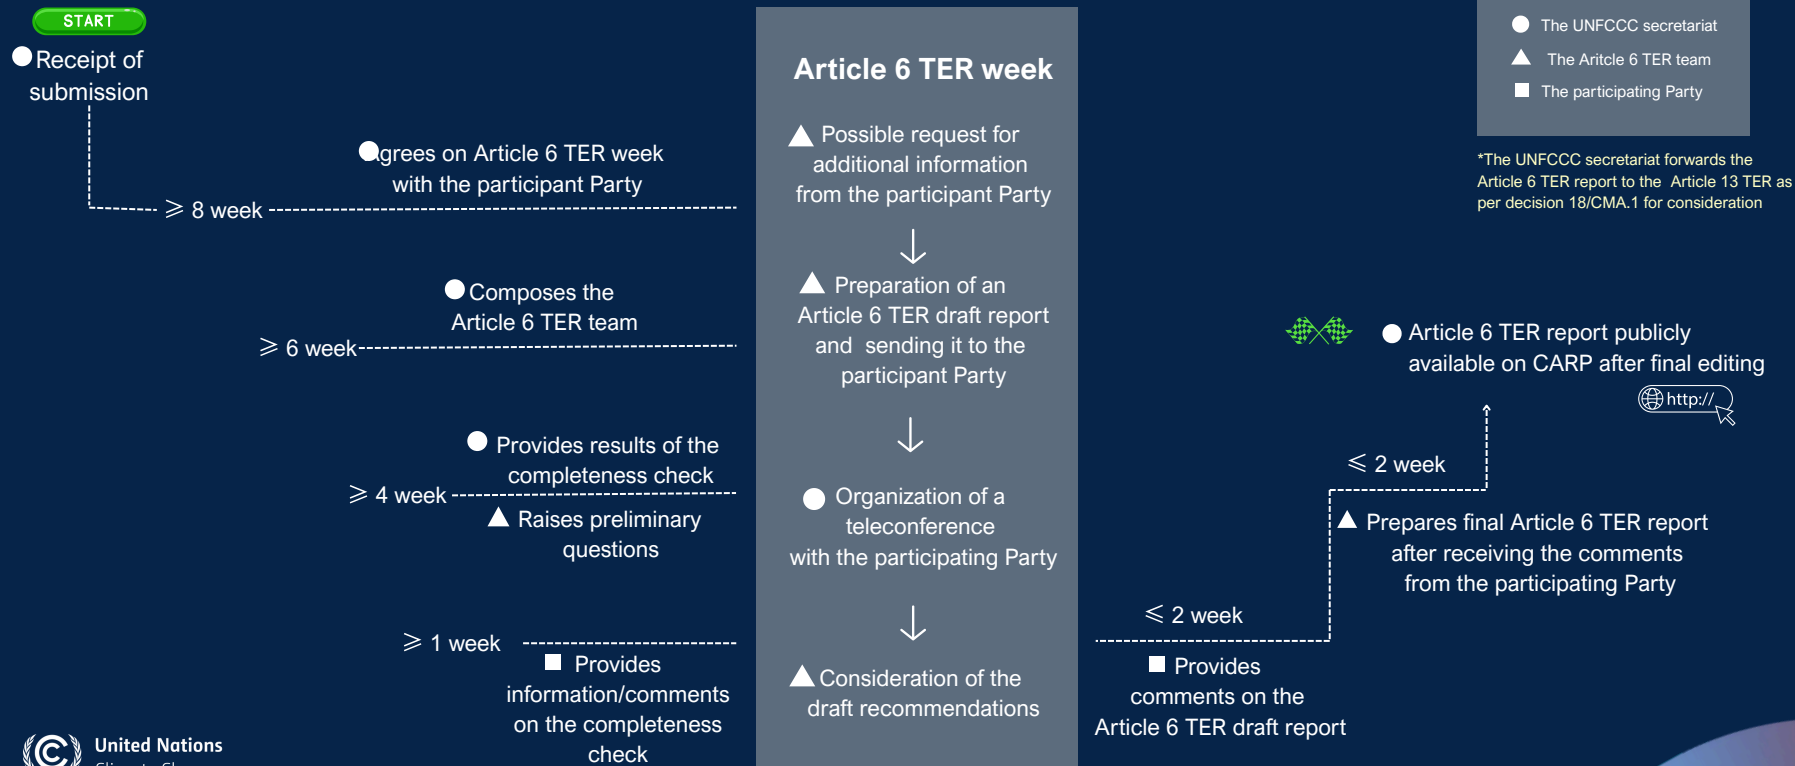 START
Receipt of
submission
Agrees on Article 6 TER week
with the participant Party
⩾ 8 week
Composes the
Article 6 TER team
⩾ 6 week
Provides results of the
completeness check
⩾ 4 week
Raises preliminary
questions
⩾ 1 week
Provides
information/comments
on the completeness
check
United Nations
Article 6 TER week
Possible request for
additional information
from the participant Party
Preparation of an
Article 6 TER draft report
and sending it to the
participant Party
Organization of a
teleconference
with the participating Party
Consideration of the
draft recommendations
⩽ 2 week
Provides
comments on the
Article 6 TER draft report
⩽ 2 week
Prepares final Article 6 TER report
after receiving the comments
from the participating Party
Article 6 TER report publicly
available on CARP after final editing
http://
The UNFCCC secretariat
The Aritcle 6 TER team
The participating Party
*The UNFCCC secretariat forwards the
Article 6 TER report to the Article 13 TER as
per decision 18/CMA.1 for consideration